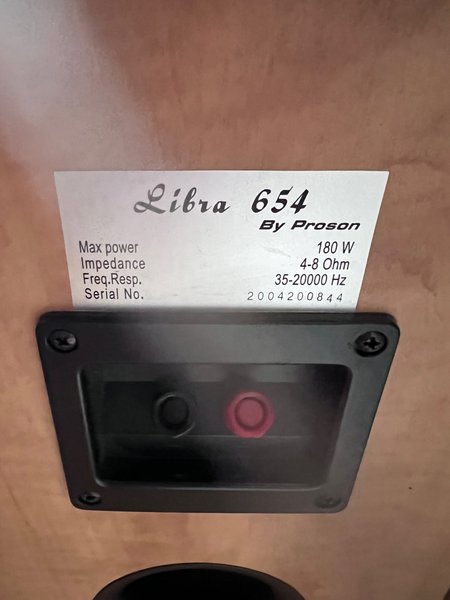 Libra 654
By Proson
Max power 180 W
Impedance 4-8 Ohm
Freq.Resp. 35-20000 Hz
Serial No. 2004200844